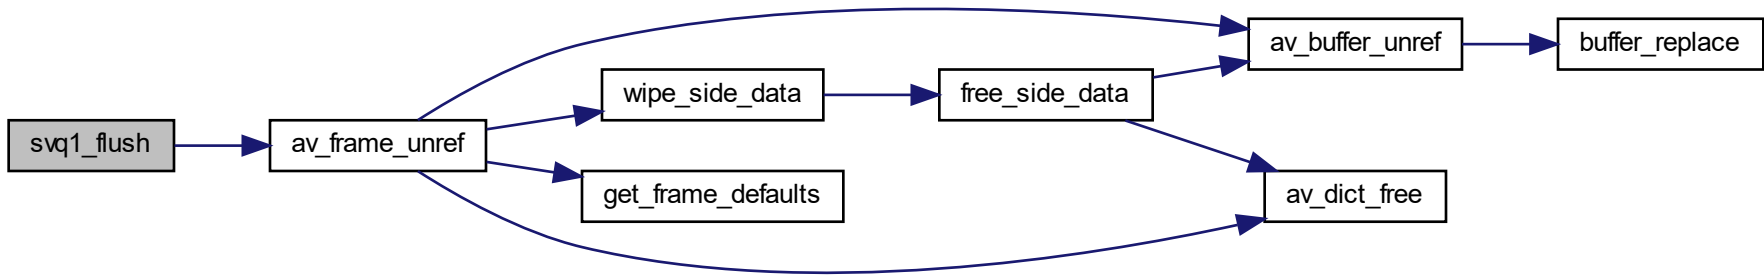 svq1_flush
av_frame_unref
wipe_side_data
get_frame_defaults
free_side_data
av_buffer_unref
av_dict_free
buffer_replace